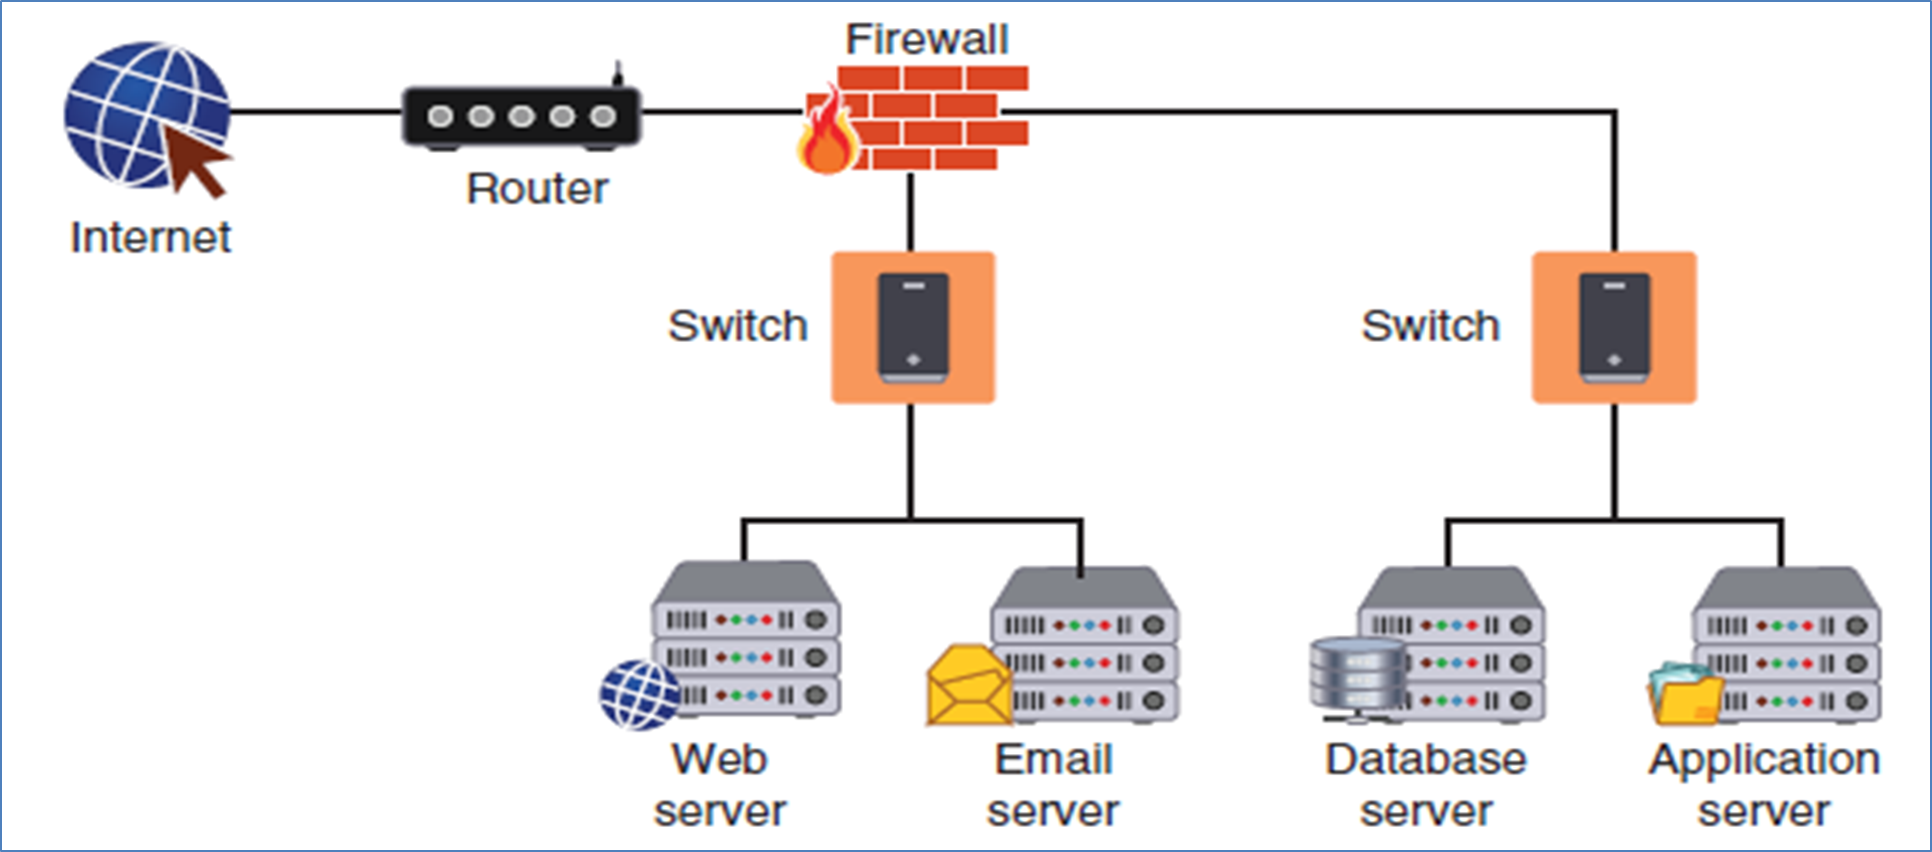 Firewall
Router
Internet
Switch
Switch
Web
server
Email
server
Database
server
Application
server